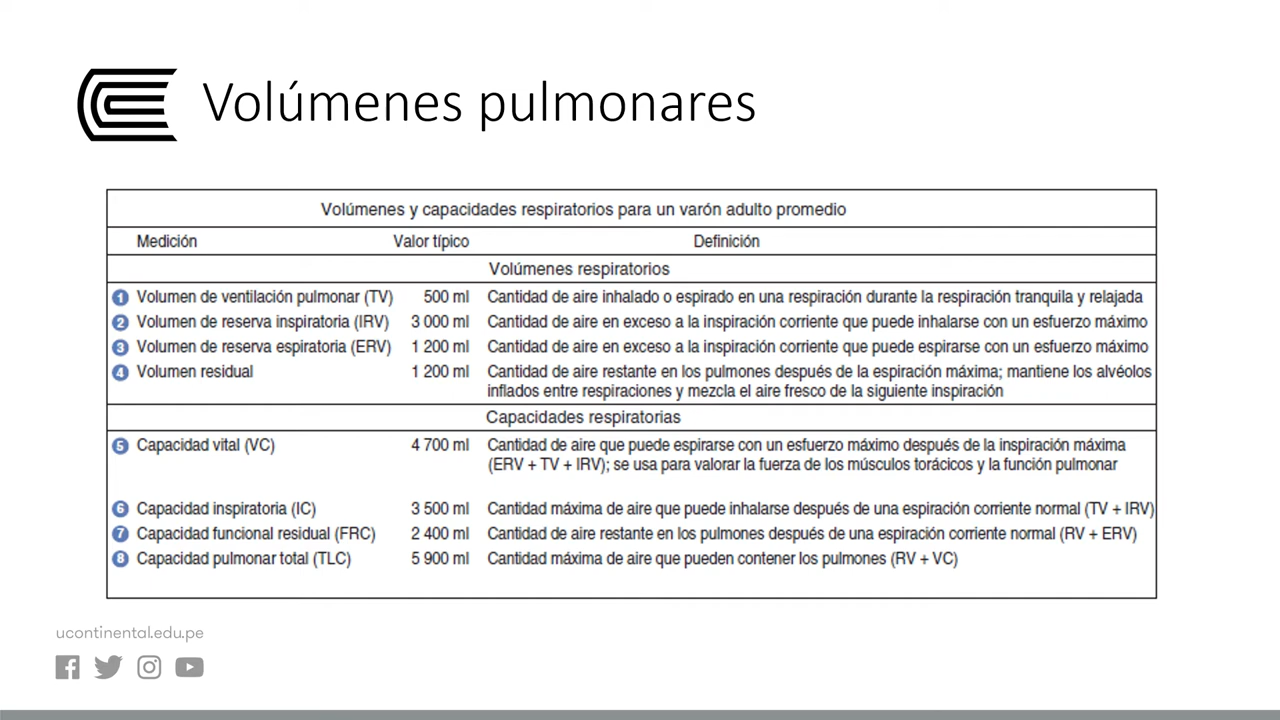 Volúmenes pulmonares
Volúmenes y capacidades respiratorios para un varón adulto promedio
Medición Valor típico Definición
Volúmenes respiratorios
1 Volumen de ventilación pulmonar (TV) 500 ml Cantidad de aire inhalado o espirado en una respiración durante la respiración tranquila y relajada
2 Volumen de reserva inspiratoria (IRV) 3 000 ml Cantidad de aire en exceso a la inspiración corriente que puede inhalarse con un esfuerzo máximo
3 Volumen de reserva espiratoria (ERV) 1 200 ml Cantidad de aire en exceso a la inspiración corriente que puede espirarse con un esfuerzo máximo
4 Volumen residual 1 200 ml Cantidad de aire restante en los pulmones después de la espiración máxima; mantiene los alvéolos
inflados entre respiraciones y mezcla el aire fresco de la siguiente inspiración
Capacidades respiratorias
5 Capacidad vital (VC) 4 700 ml Cantidad de aire que puede espirarse con un esfuerzo máximo después de la inspiración máxima
(ERV + TV + IRV); se usa para valorar la fuerza de los músculos torácicos y la función pulmonar
6 Capacidad inspiratoria (IC) 3 500 ml Cantidad máxima de aire que puede inhalarse después de una espiración corriente normal (TV + IRV)
7 Capacidad funcional residual (FRC) 2 400 ml Cantidad de aire restante en los pulmones después de una espiración corriente normal (RV + ERV)
8 Capacidad pulmonar total (TLC) 5 900 ml Cantidad máxima de aire que pueden contener los pulmones (RV + VC)
ucontinental.edu.pe